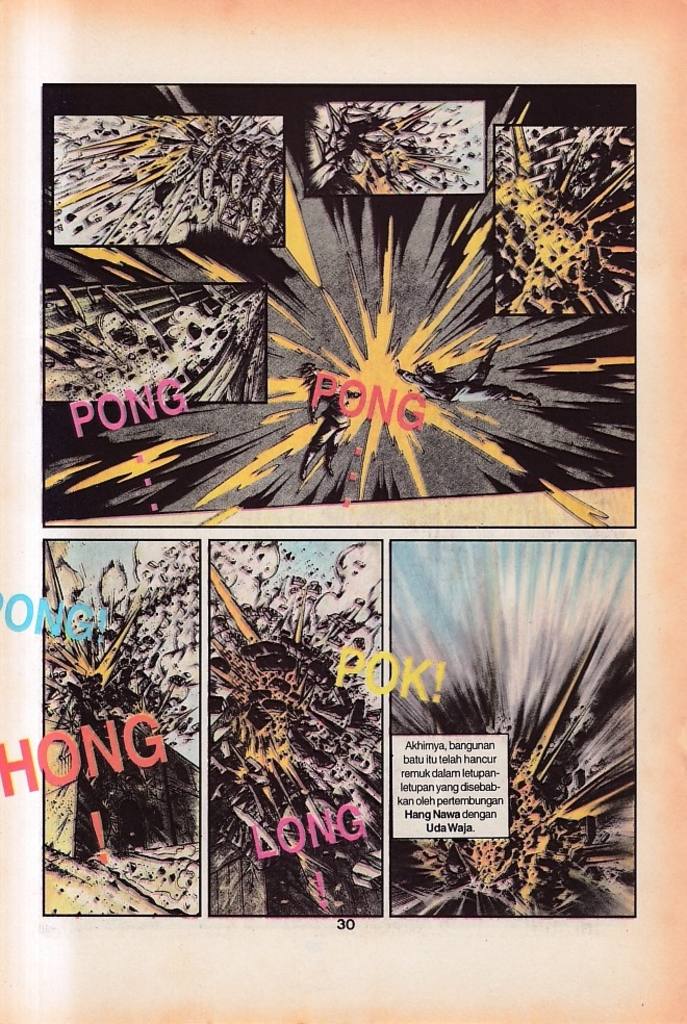 PONG
PONG
PONG!
HONG
!
POK!
LONG
!
Akhirnya, bangunan
batu itu telah hancur
remuk dalam letupan-
letupan yang disebab-
kan oleh pertembungan
Hang Nawa dengan
Uda Waja.
30